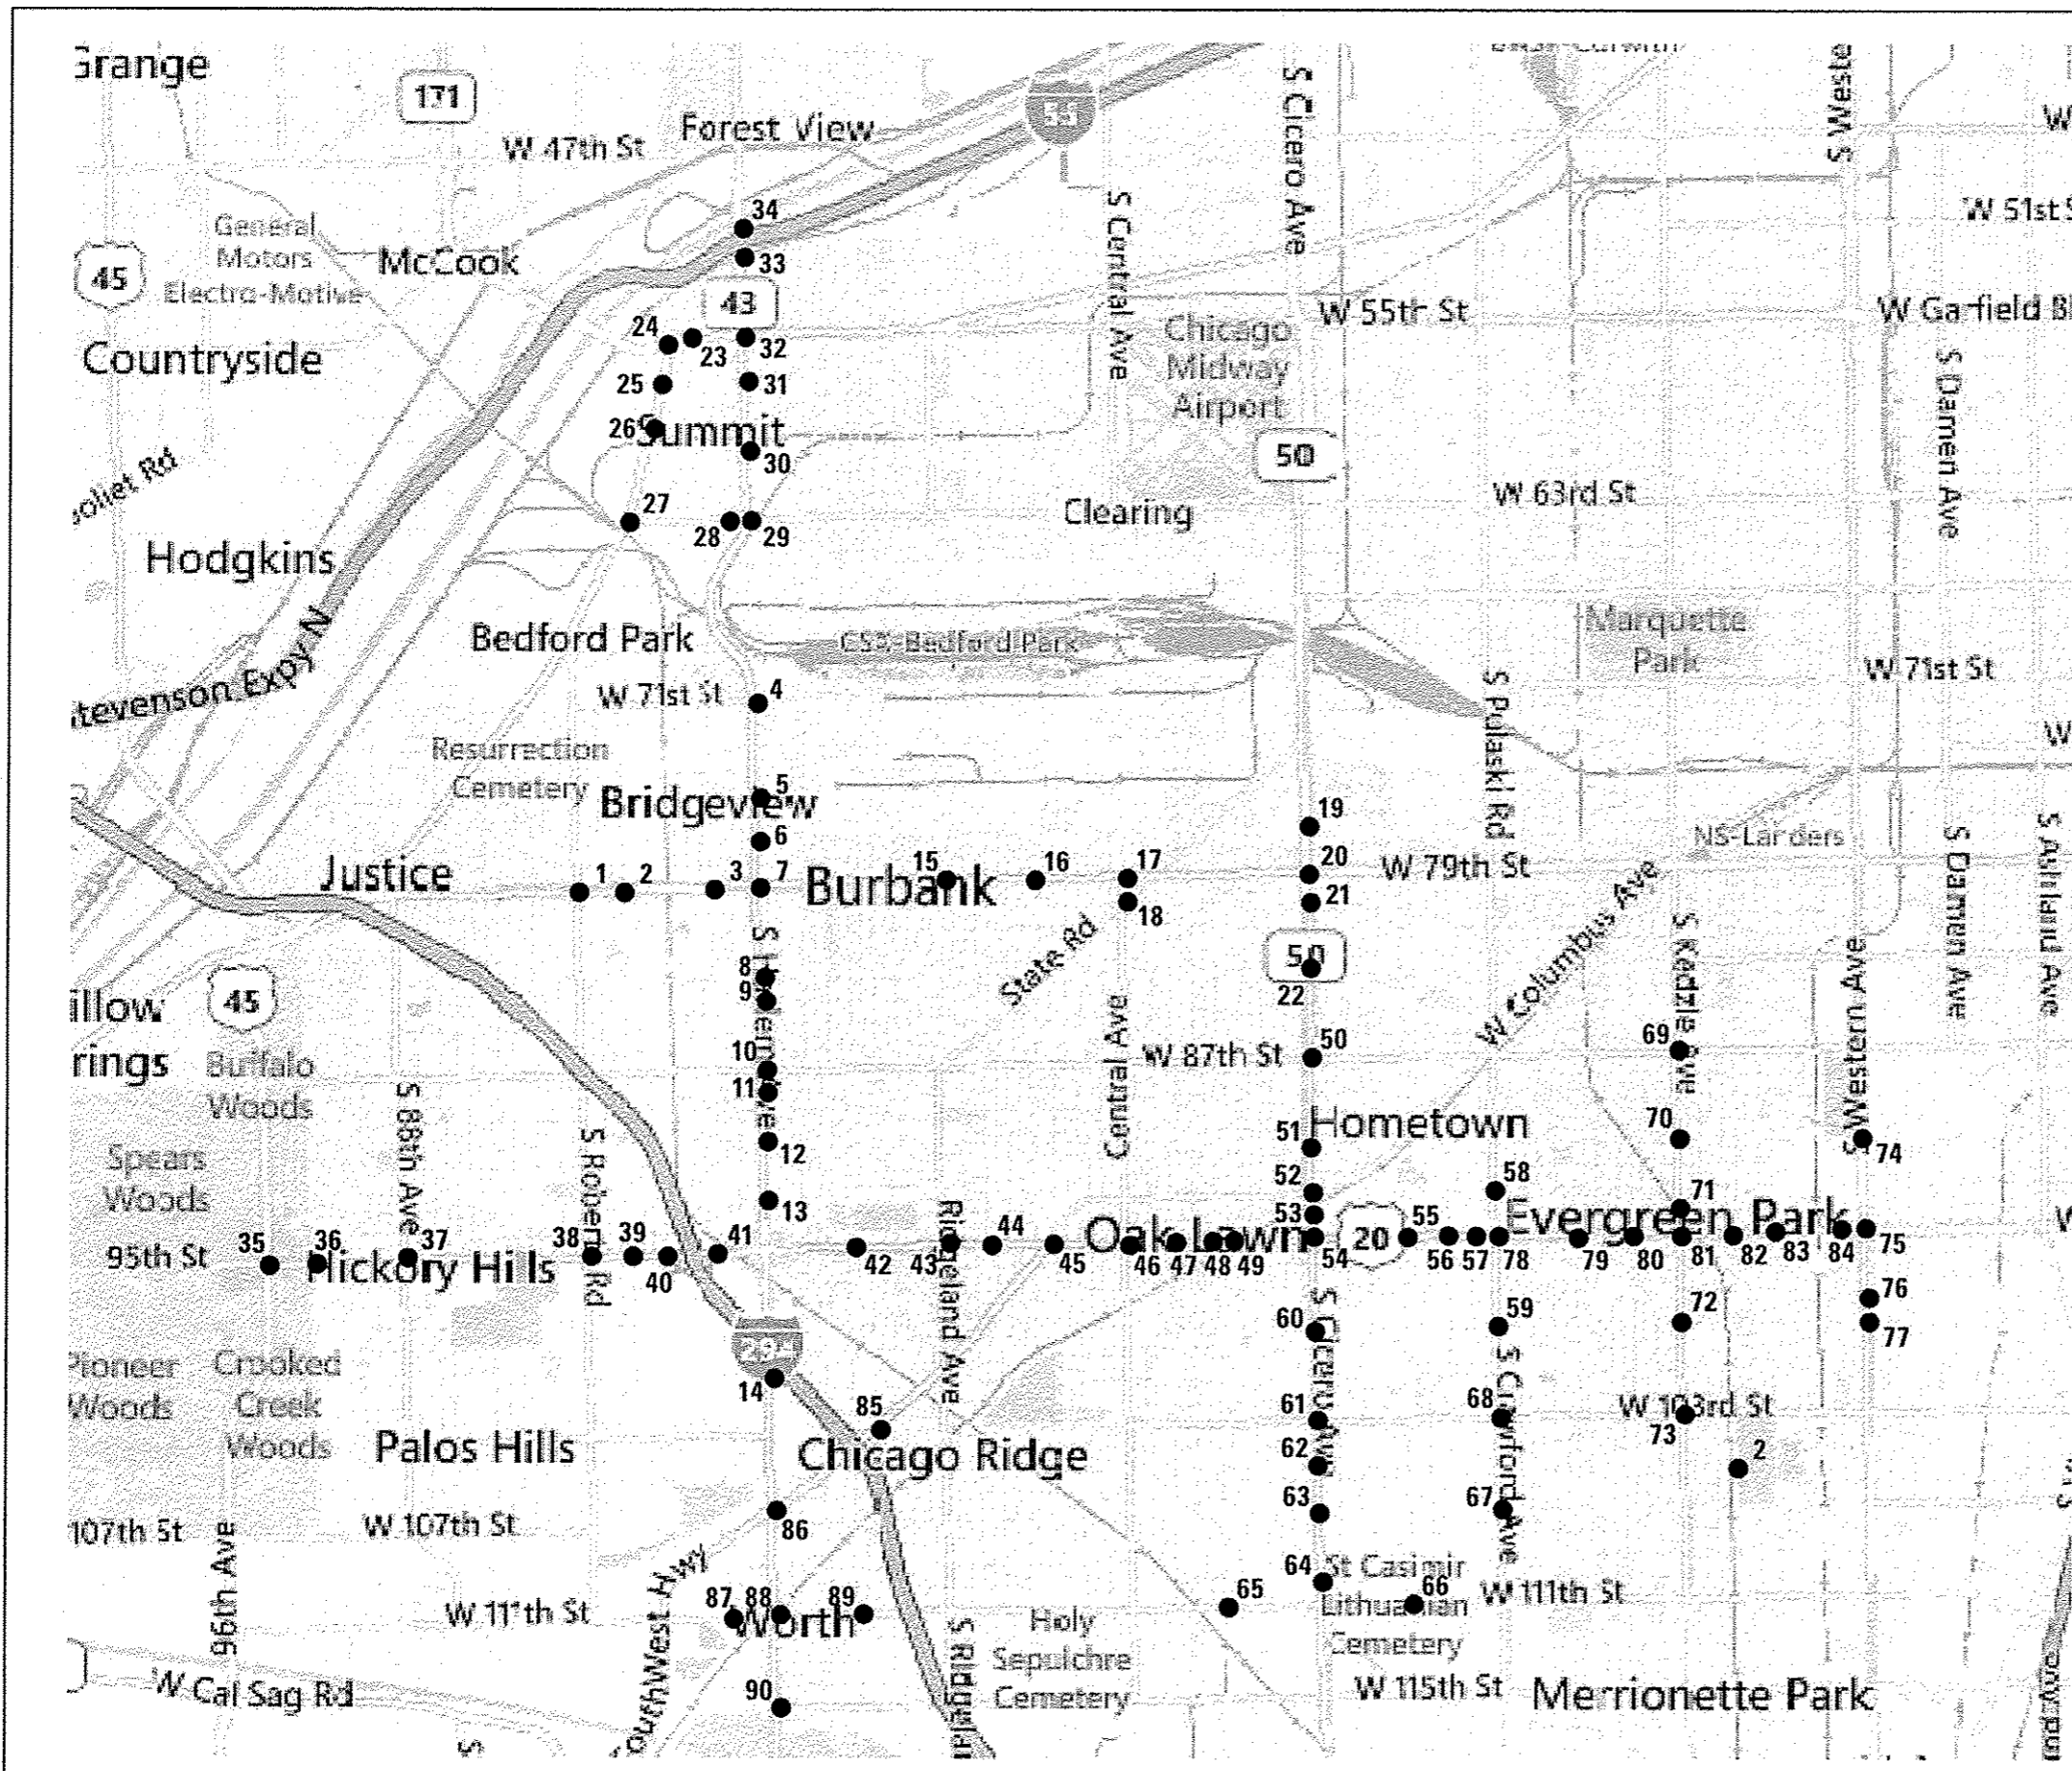 Grange
171
W 47th St
Forest View
55
S Cicero Ave
W 51st
S Central Ave
34
33
General
Motors
Electro-Motive
McCook
45
43
W 55th St
W Garfield
Countryside
24
23
32
25
31
Chicago
Midway
Airport
S Damen Ave
26
Summit
30
50
27
28
29
Clearing
W 63rd St
Hodgkins
Bedford Park
CSX-Bedford Park
Marquette
Park
W 71st St
4
W 71st St
S Pulaski Rd
Expy N
Resurrection
Cemetery
5
Bridgeview
6
19
NS-Landers
S Damen Ave
S Ashland Ave
Justice
1
2
3
7
Burbank
15
16
17
18
20
21
W 79th St
State Rd
W Columbus Ave
S Kedzie Ave
S Western Ave
8
9
50
22
45
Buffalo
Woods
10
11
Central Ave
W 87th St
50
69
S 88th Ave
Spears
Woods
S Roberts Rd
12
13
51
Hometown
52
53
58
70
71
74
95th St
35
36
37
Hickory Hills
38
39
40
41
42
43
Ridgeland Ave
44
45
Oak Lawn
46
47
48
49
54
20
55
56
57
78
Evergreen Park
79
80
81
82
83
84
75
76
77
Pioneer
Woods
Crooked
Creek
Woods
294
14
60
S Cicero Ave
59
72
S Crawford Ave
Palos Hills
85
Chicago Ridge
61
62
68
W 103rd St
73
2
107th St
W 107th St
86
63
67
96th Ave
W 111th St
87
88
89
Worth
65
64
St Casimir
Lithuanian
Cemetery
66
W 111th St
Holy
Sepulchre
Cemetery
W Cal Sag Rd
90
W 115th St
Merrionette Park